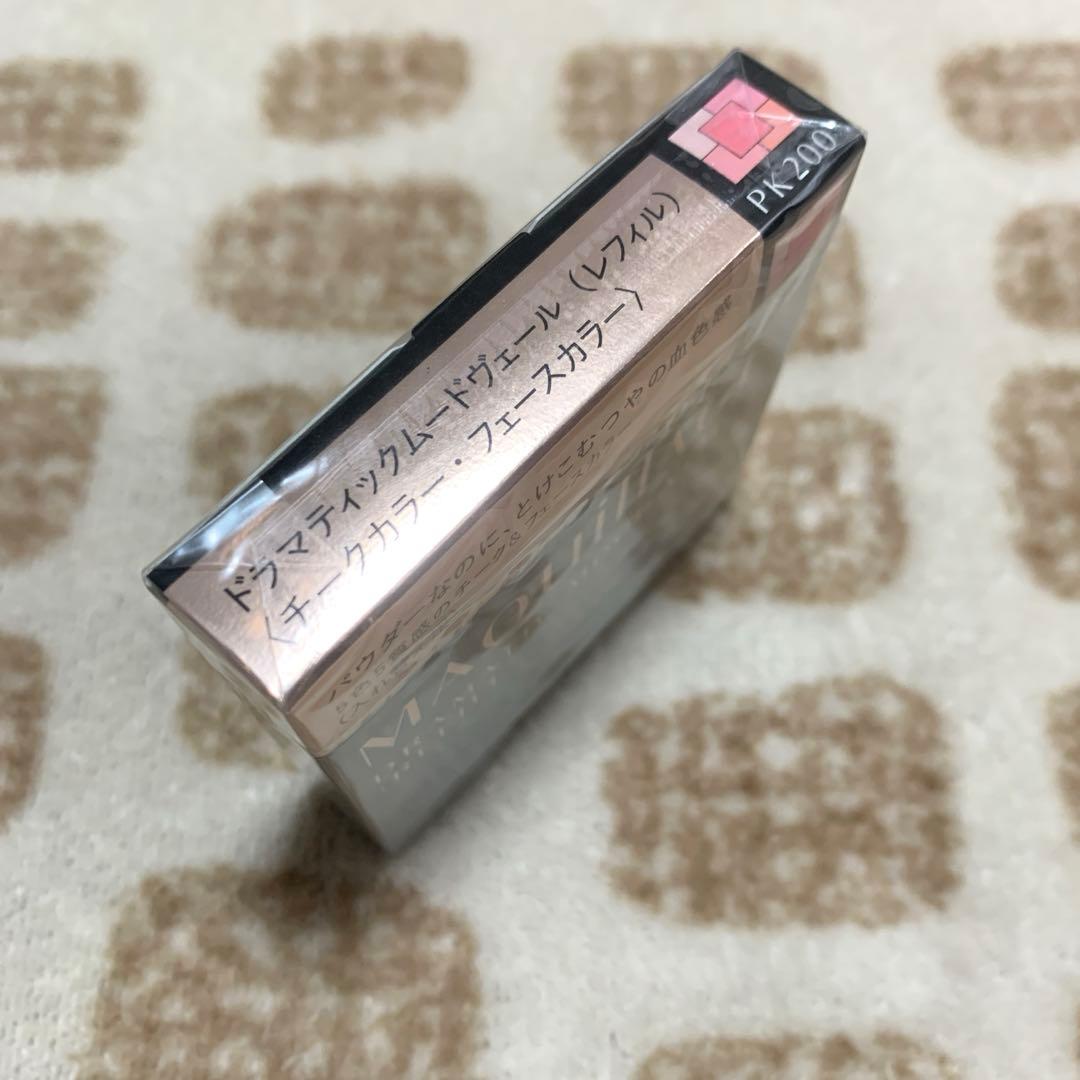 PK200
ドラマティックムードヴェール（レフィル）
〈チークカラー・フェースカラー〉
パウダーなのに、とけこむつやの血色感
MAQuillAGE